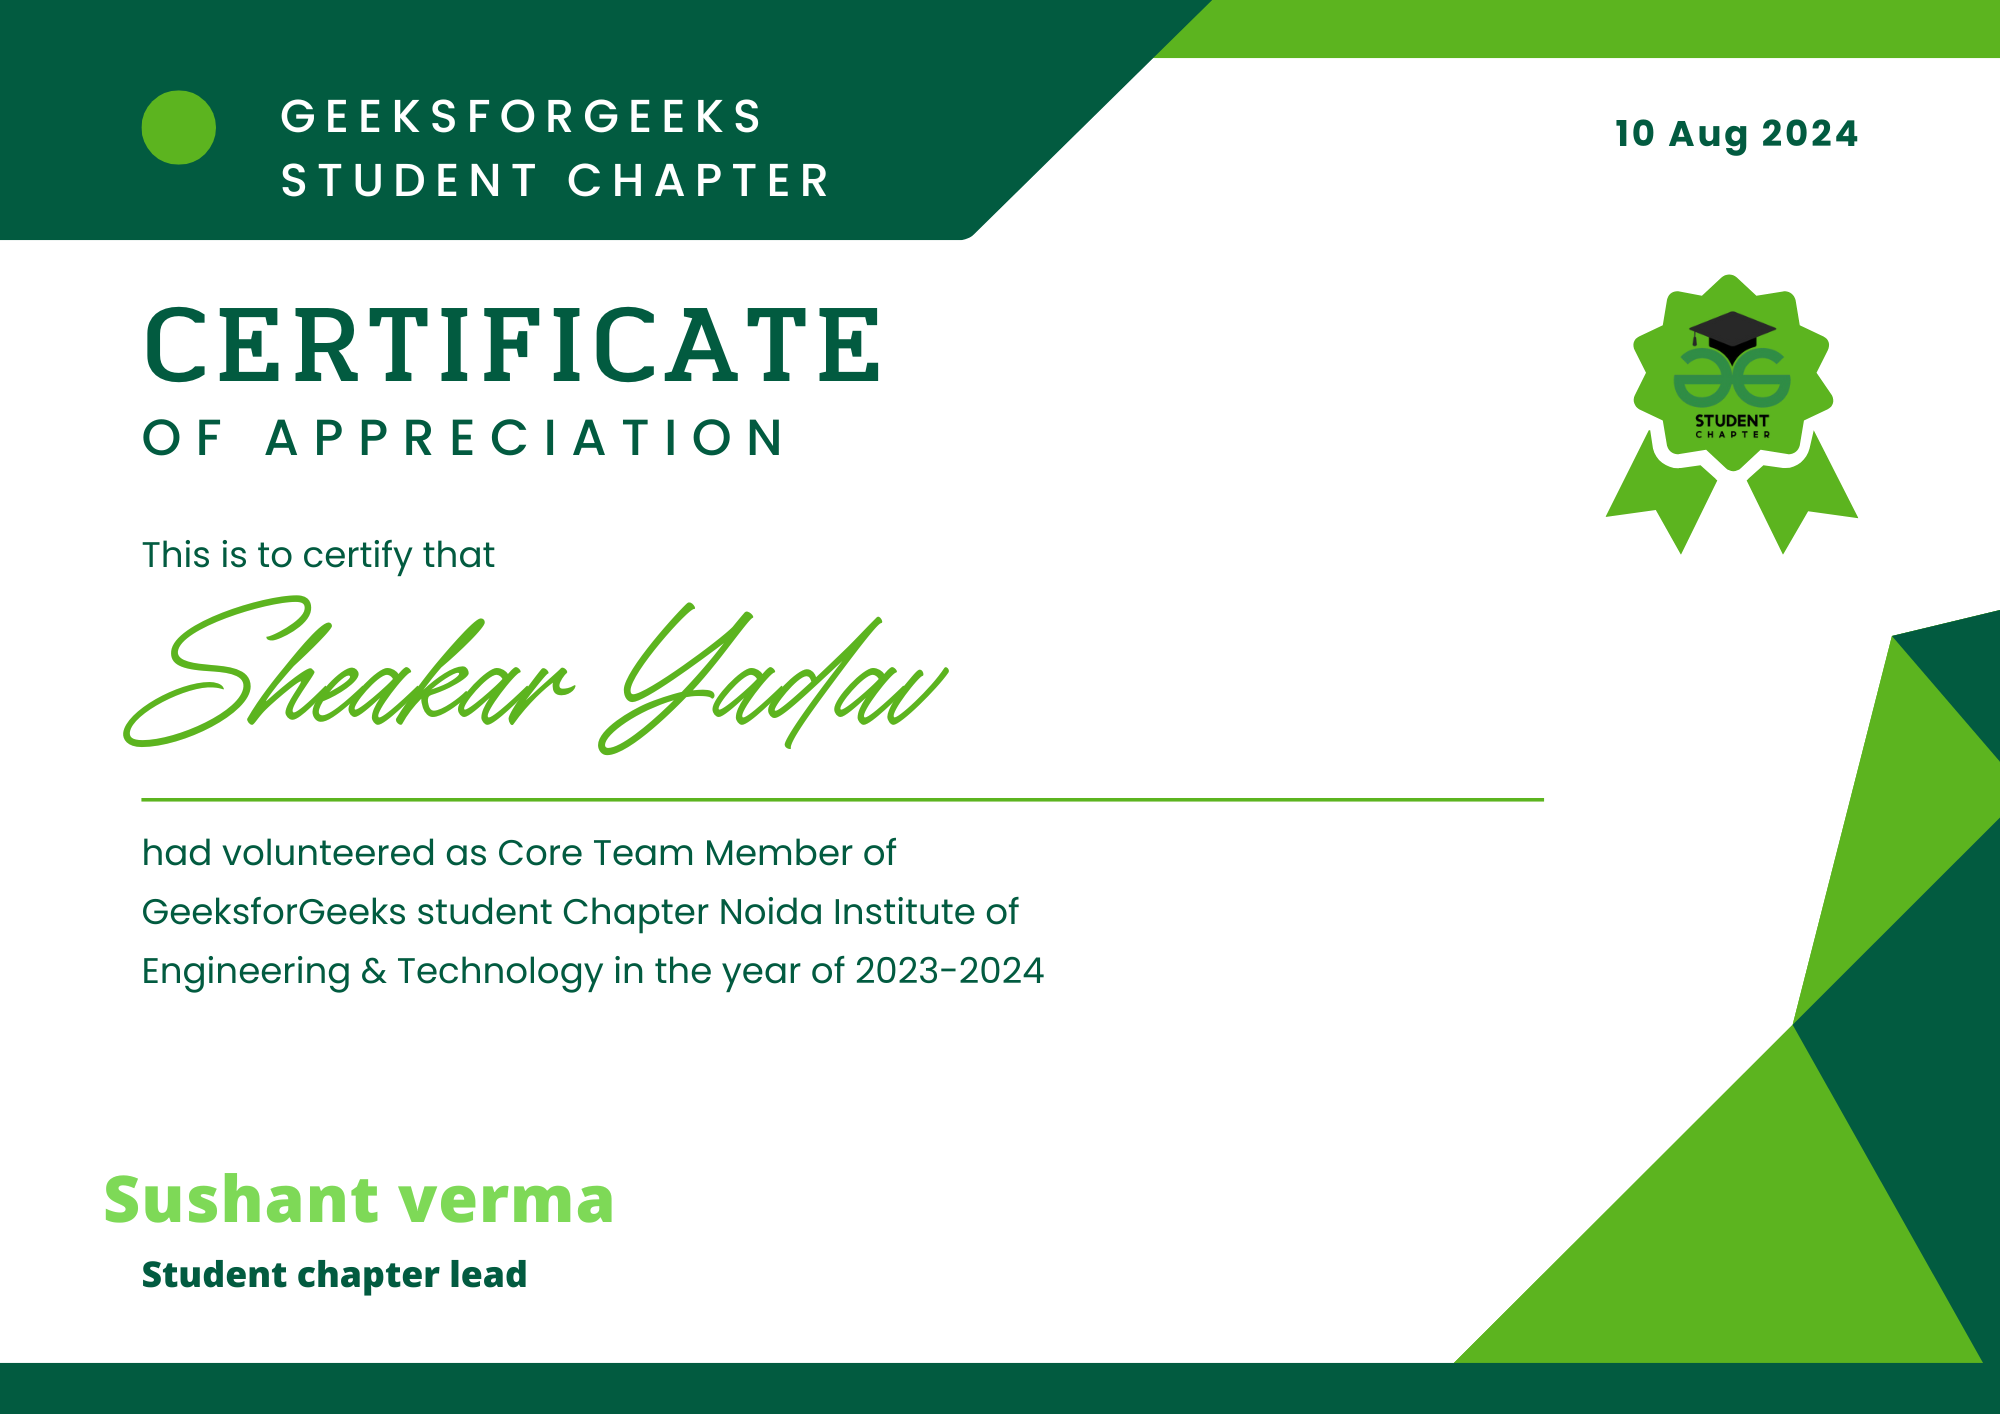 GEEKSFORGEEKS
STUDENT CHAPTER
10 Aug 2024
CERTIFICATE
OF APPRECIATION
STUDENT
CHAPTER
This is to certify that
Sheakar Yadav
had volunteered as Core Team Member of
GeeksforGeeks student Chapter Noida Institute of
Engineering & Technology in the year of 2023-2024
Sushant verma
Student chapter lead